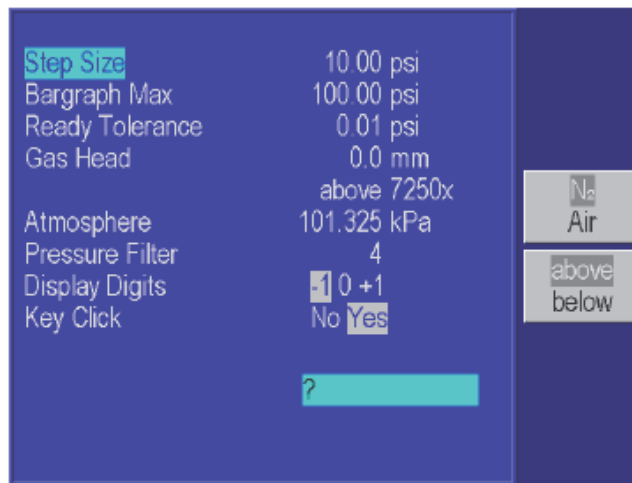 Step Size 10.00 psi
Bargraph Max 100.00 psi
Ready Tolerance 0.01 psi
Gas Head 0.0 mm
above 7250x
Atmosphere 101.325 kPa
Pressure Filter 4
Display Digits -1 0 +1
Key Click No Yes
?
N₂
Air
above
below